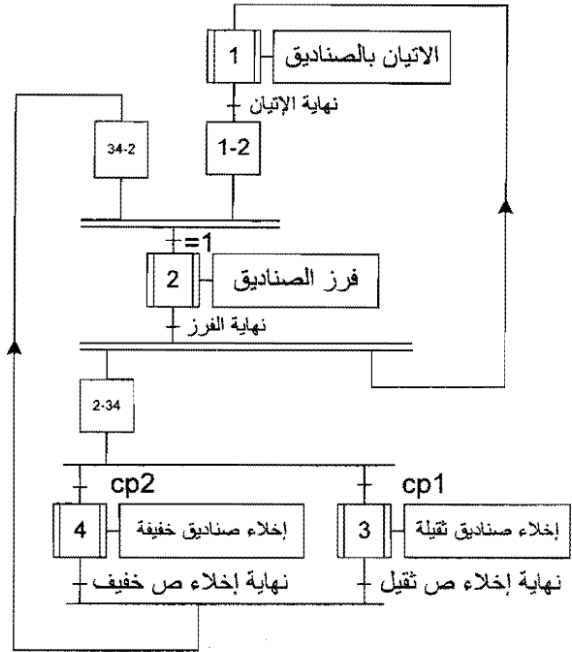 1
الاتيان بالصناديق
نهاية الإتيان
34-2
1-2
=1
2
فرز الصناديق
نهاية الفرز
2-34
cp2
cp1
4
إخلاء صناديق خفيفة
3
إخلاء صناديق ثقيلة
نهاية إخلاء ص خفيف
نهاية إخلاء ص ثقيل